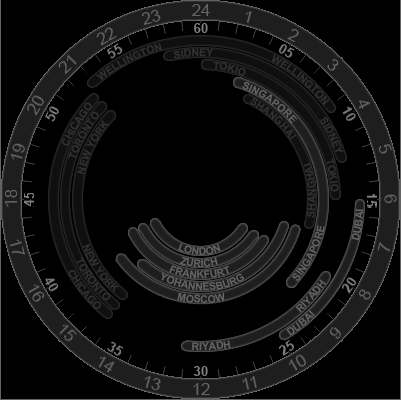 24
1
2
3
4
5
6
7
8
9
10
11
12
13
14
15
16
17
18
19
20
21
22
23
60
05
10
15
20
25
30
35
40
45
50
55
WELLINGTON
WELLINGTON
SIDNEY
SIDNEY
TOKIO
TOKIO
SINGAPORE
SINGAPORE
SHANGHAI
SHANGHAI
DUBAI
DUBAI
RIYADH
RIYADH
CHICAGO
TORONTO
NEW YORK
NEW YORK
TORONTO
CHICAGO
LONDON
ZURICH
FRANKFURT
YOHANNESBURG
MOSCOW